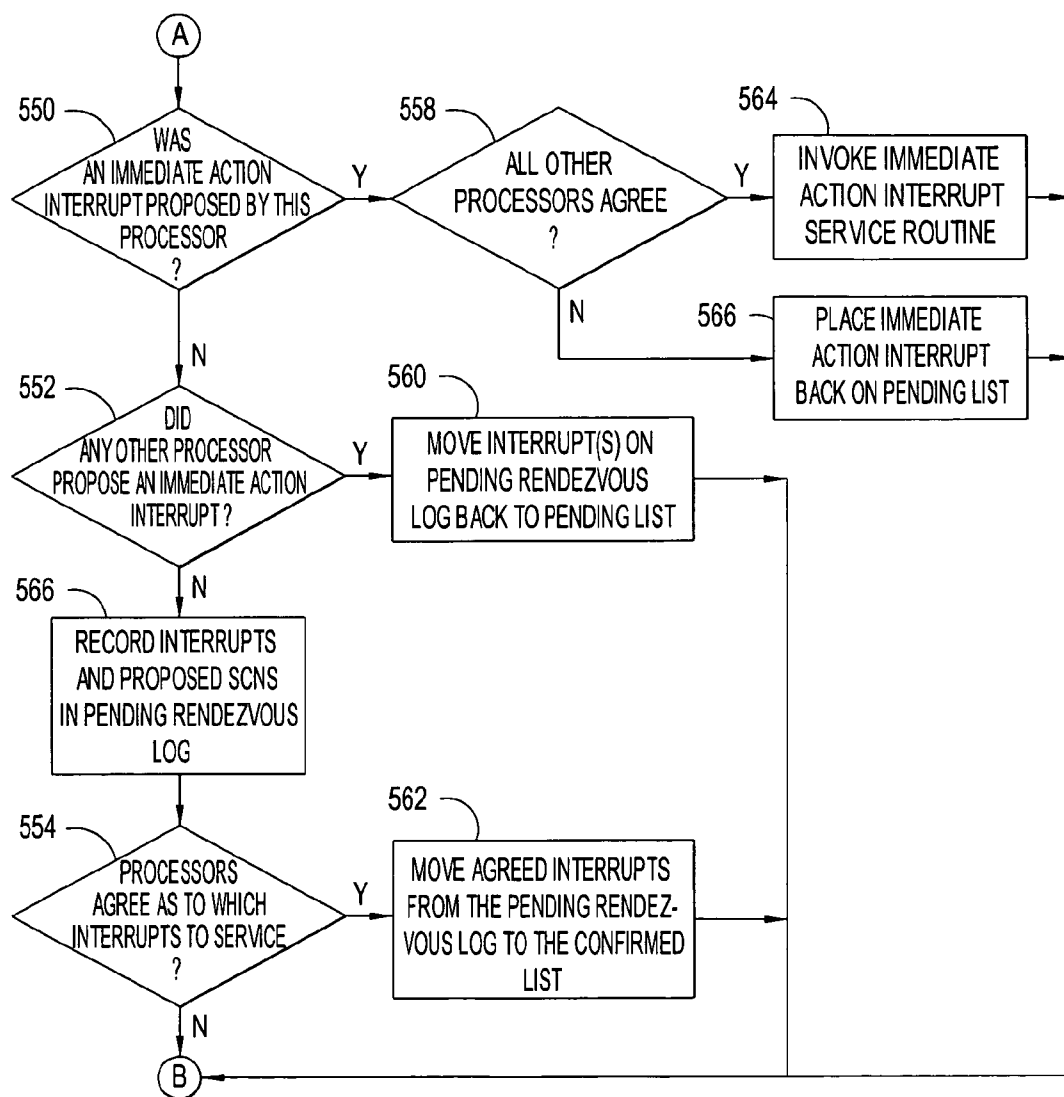 A
550
WAS
AN IMMEDIATE ACTION
INTERRUPT PROPOSED BY THIS
PROCESSOR
?
Y
N
558
ALL OTHER
PROCESSORS AGREE
?
Y
N
564
INVOKE IMMEDIATE
ACTION INTERRUPT
SERVICE ROUTINE
566
PLACE IMMEDIATE
ACTION INTERRUPT
BACK ON PENDING LIST
552
DID
ANY OTHER PROCESSOR
PROPOSE AN IMMEDIATE ACTION
INTERRUPT ?
Y
N
560
MOVE INTERRUPT(S) ON
PENDING RENDEZVOUS
LOG BACK TO PENDING LIST
566
RECORD INTERRUPTS
AND PROPOSED SCNS
IN PENDING RENDEZVOUS
LOG
554
PROCESSORS
AGREE AS TO WHICH
INTERRUPTS TO SERVICE
?
Y
N
562
MOVE AGREED INTERRUPTS
FROM THE PENDING RENDEZ-
VOUS LOG TO THE CONFIRMED
LIST
B